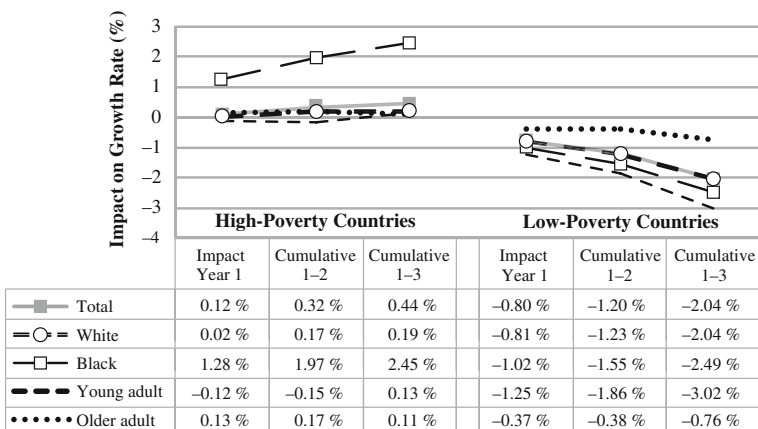 Impact on Growth Rate (%)
3
2
1
0
–1
–2
–3
–4
High-Poverty Countries Low-Poverty Countries
Impact Year 1 Cumulative 1–2 Cumulative 1–3 Impact Year 1 Cumulative 1–2 Cumulative 1–3
Total 0.12 % 0.32 % 0.44 % –0.80 % –1.20 % –2.04 %
White 0.02 % 0.17 % 0.19 % –0.81 % –1.23 % –2.04 %
Black 1.28 % 1.97 % 2.45 % –1.02 % –1.55 % –2.49 %
Young adult –0.12 % –0.15 % 0.13 % –1.25 % –1.86 % –3.02 %
Older adult 0.13 % 0.17 % 0.11 % –0.37 % –0.38 % –0.76 %